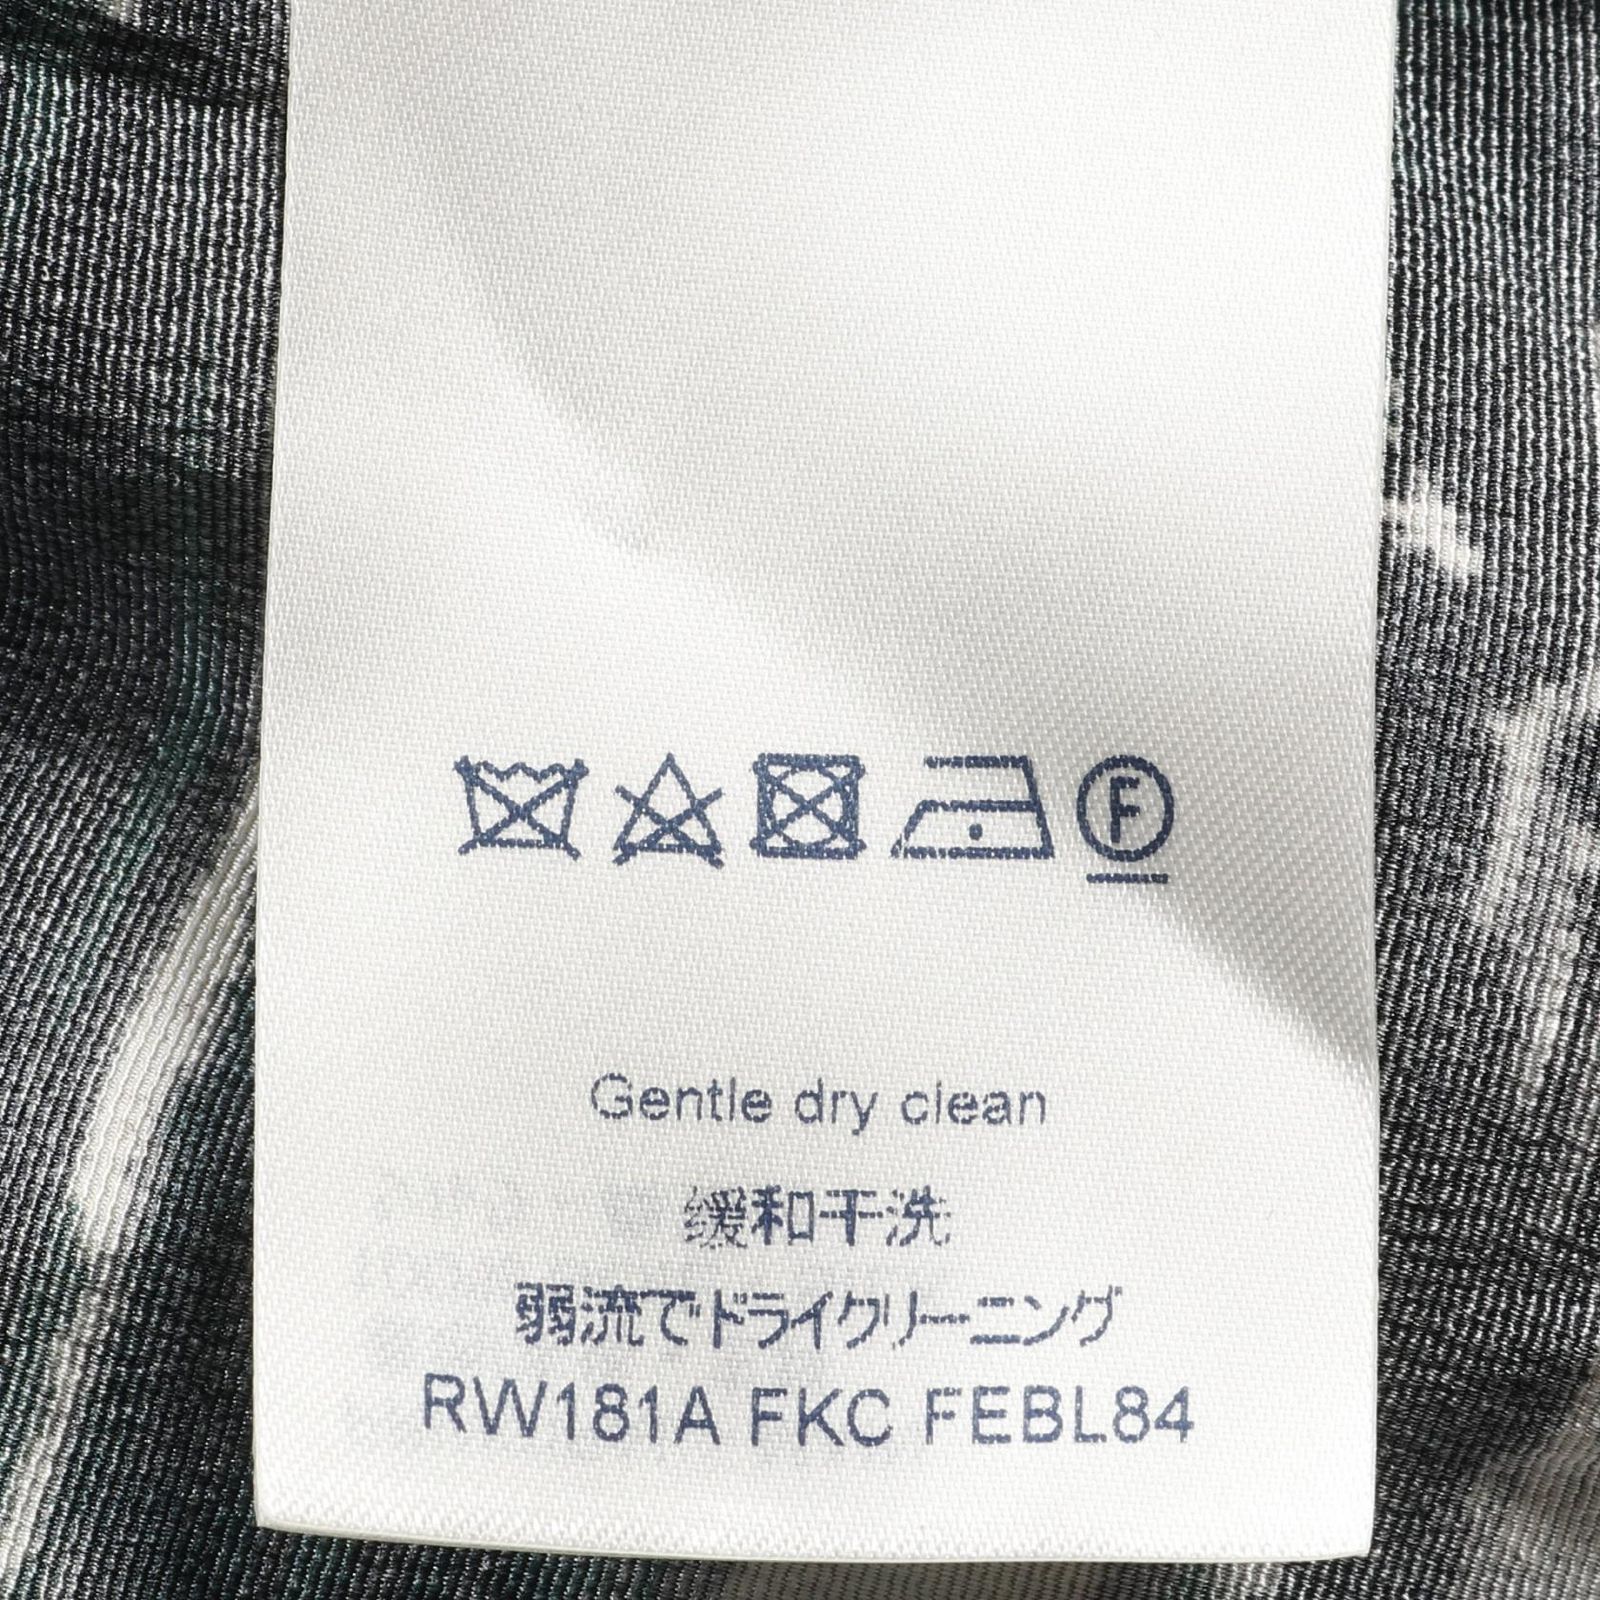 F
Gentle dry clean
缓和干洗
弱流でドライクリーニング
RW181A FKC FEBL84